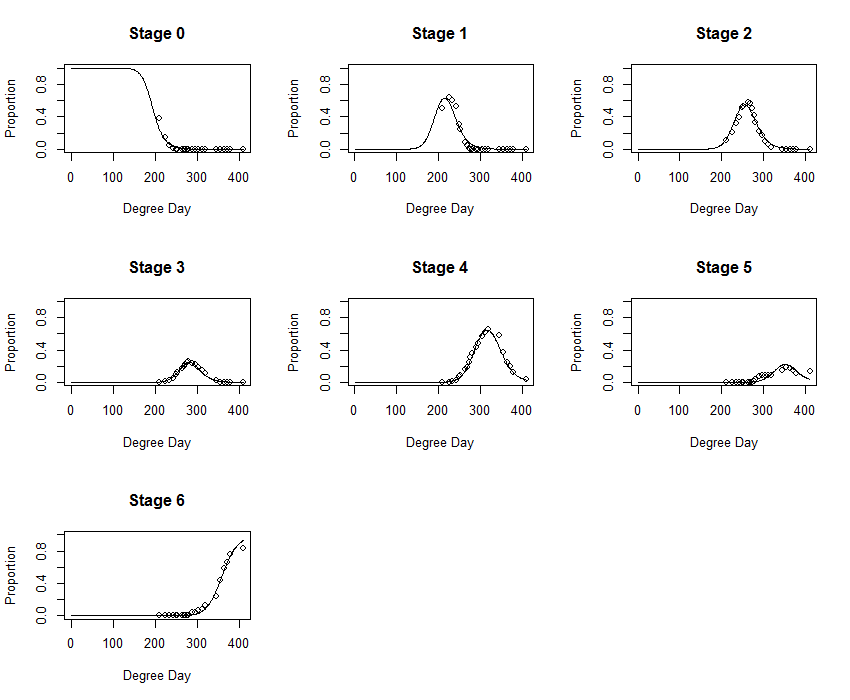 Stage 0 Stage 1 Stage 2
Proportion 0.0 0.4 0.8 Proportion 0.0 0.4 0.8 Proportion 0.0 0.4 0.8
0 100 200 300 400 0 100 200 300 400 0 100 200 300 400
Degree Day Degree Day Degree Day
Stage 3 Stage 4 Stage 5
Proportion 0.0 0.4 0.8 Proportion 0.0 0.4 0.8 Proportion 0.0 0.4 0.8
0 100 200 300 400 0 100 200 300 400 0 100 200 300 400
Degree Day Degree Day Degree Day
Stage 6
Proportion 0.0 0.4 0.8
0 100 200 300 400
Degree Day